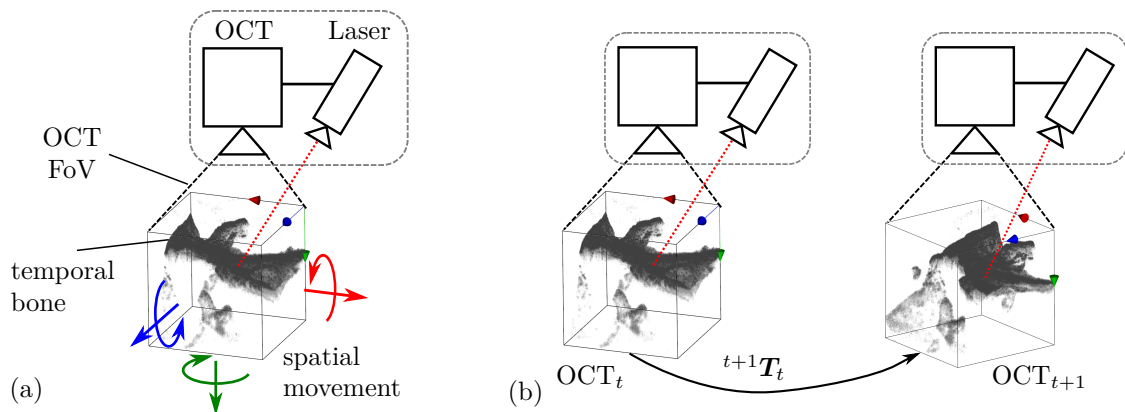 OCT
Laser
OCT
FoV
temporal
bone
spatial
movement
(a)
(b)
OCT_t
^{t+1}T_t
OCT_{t+1}